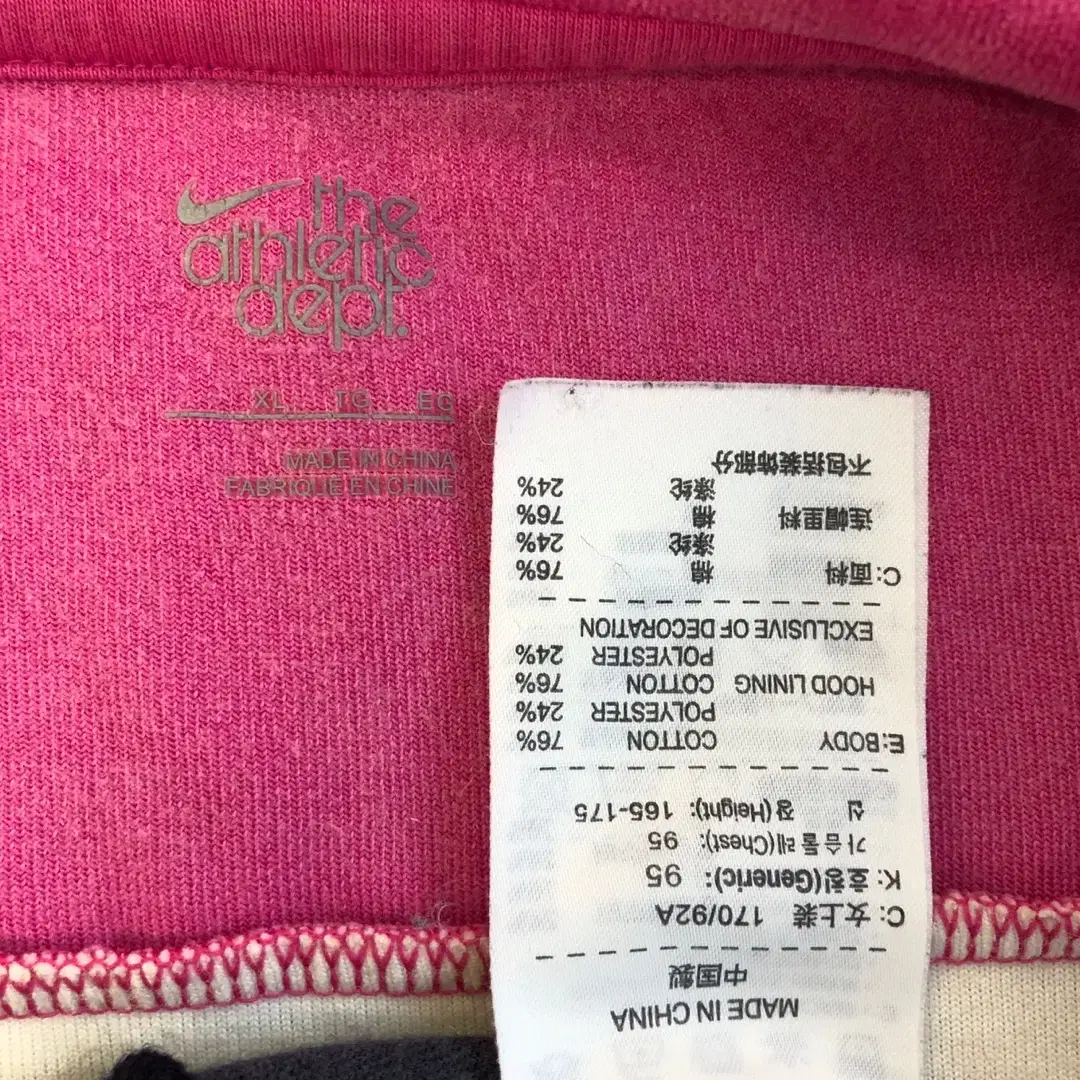 the
athletic
dept.
XL TG EG
MADE IN CHINA
FABRIQUE EN CHINE
MADE IN CHINA
中国製
C: 女上装 170/92A
K: 호칭(Generic): 95
가슴둘레(Chest): 95
신 장(Height): 165-175
E: BODY COTTON 76%
POLYESTER 24%
HOOD LINING COTTON 76%
POLYESTER 24%
EXCLUSIVE OF DECORATION
C: 面料 棉 76%
涤纶 24%
连帽里料 棉 76%
涤纶 24%
不包括装饰部分